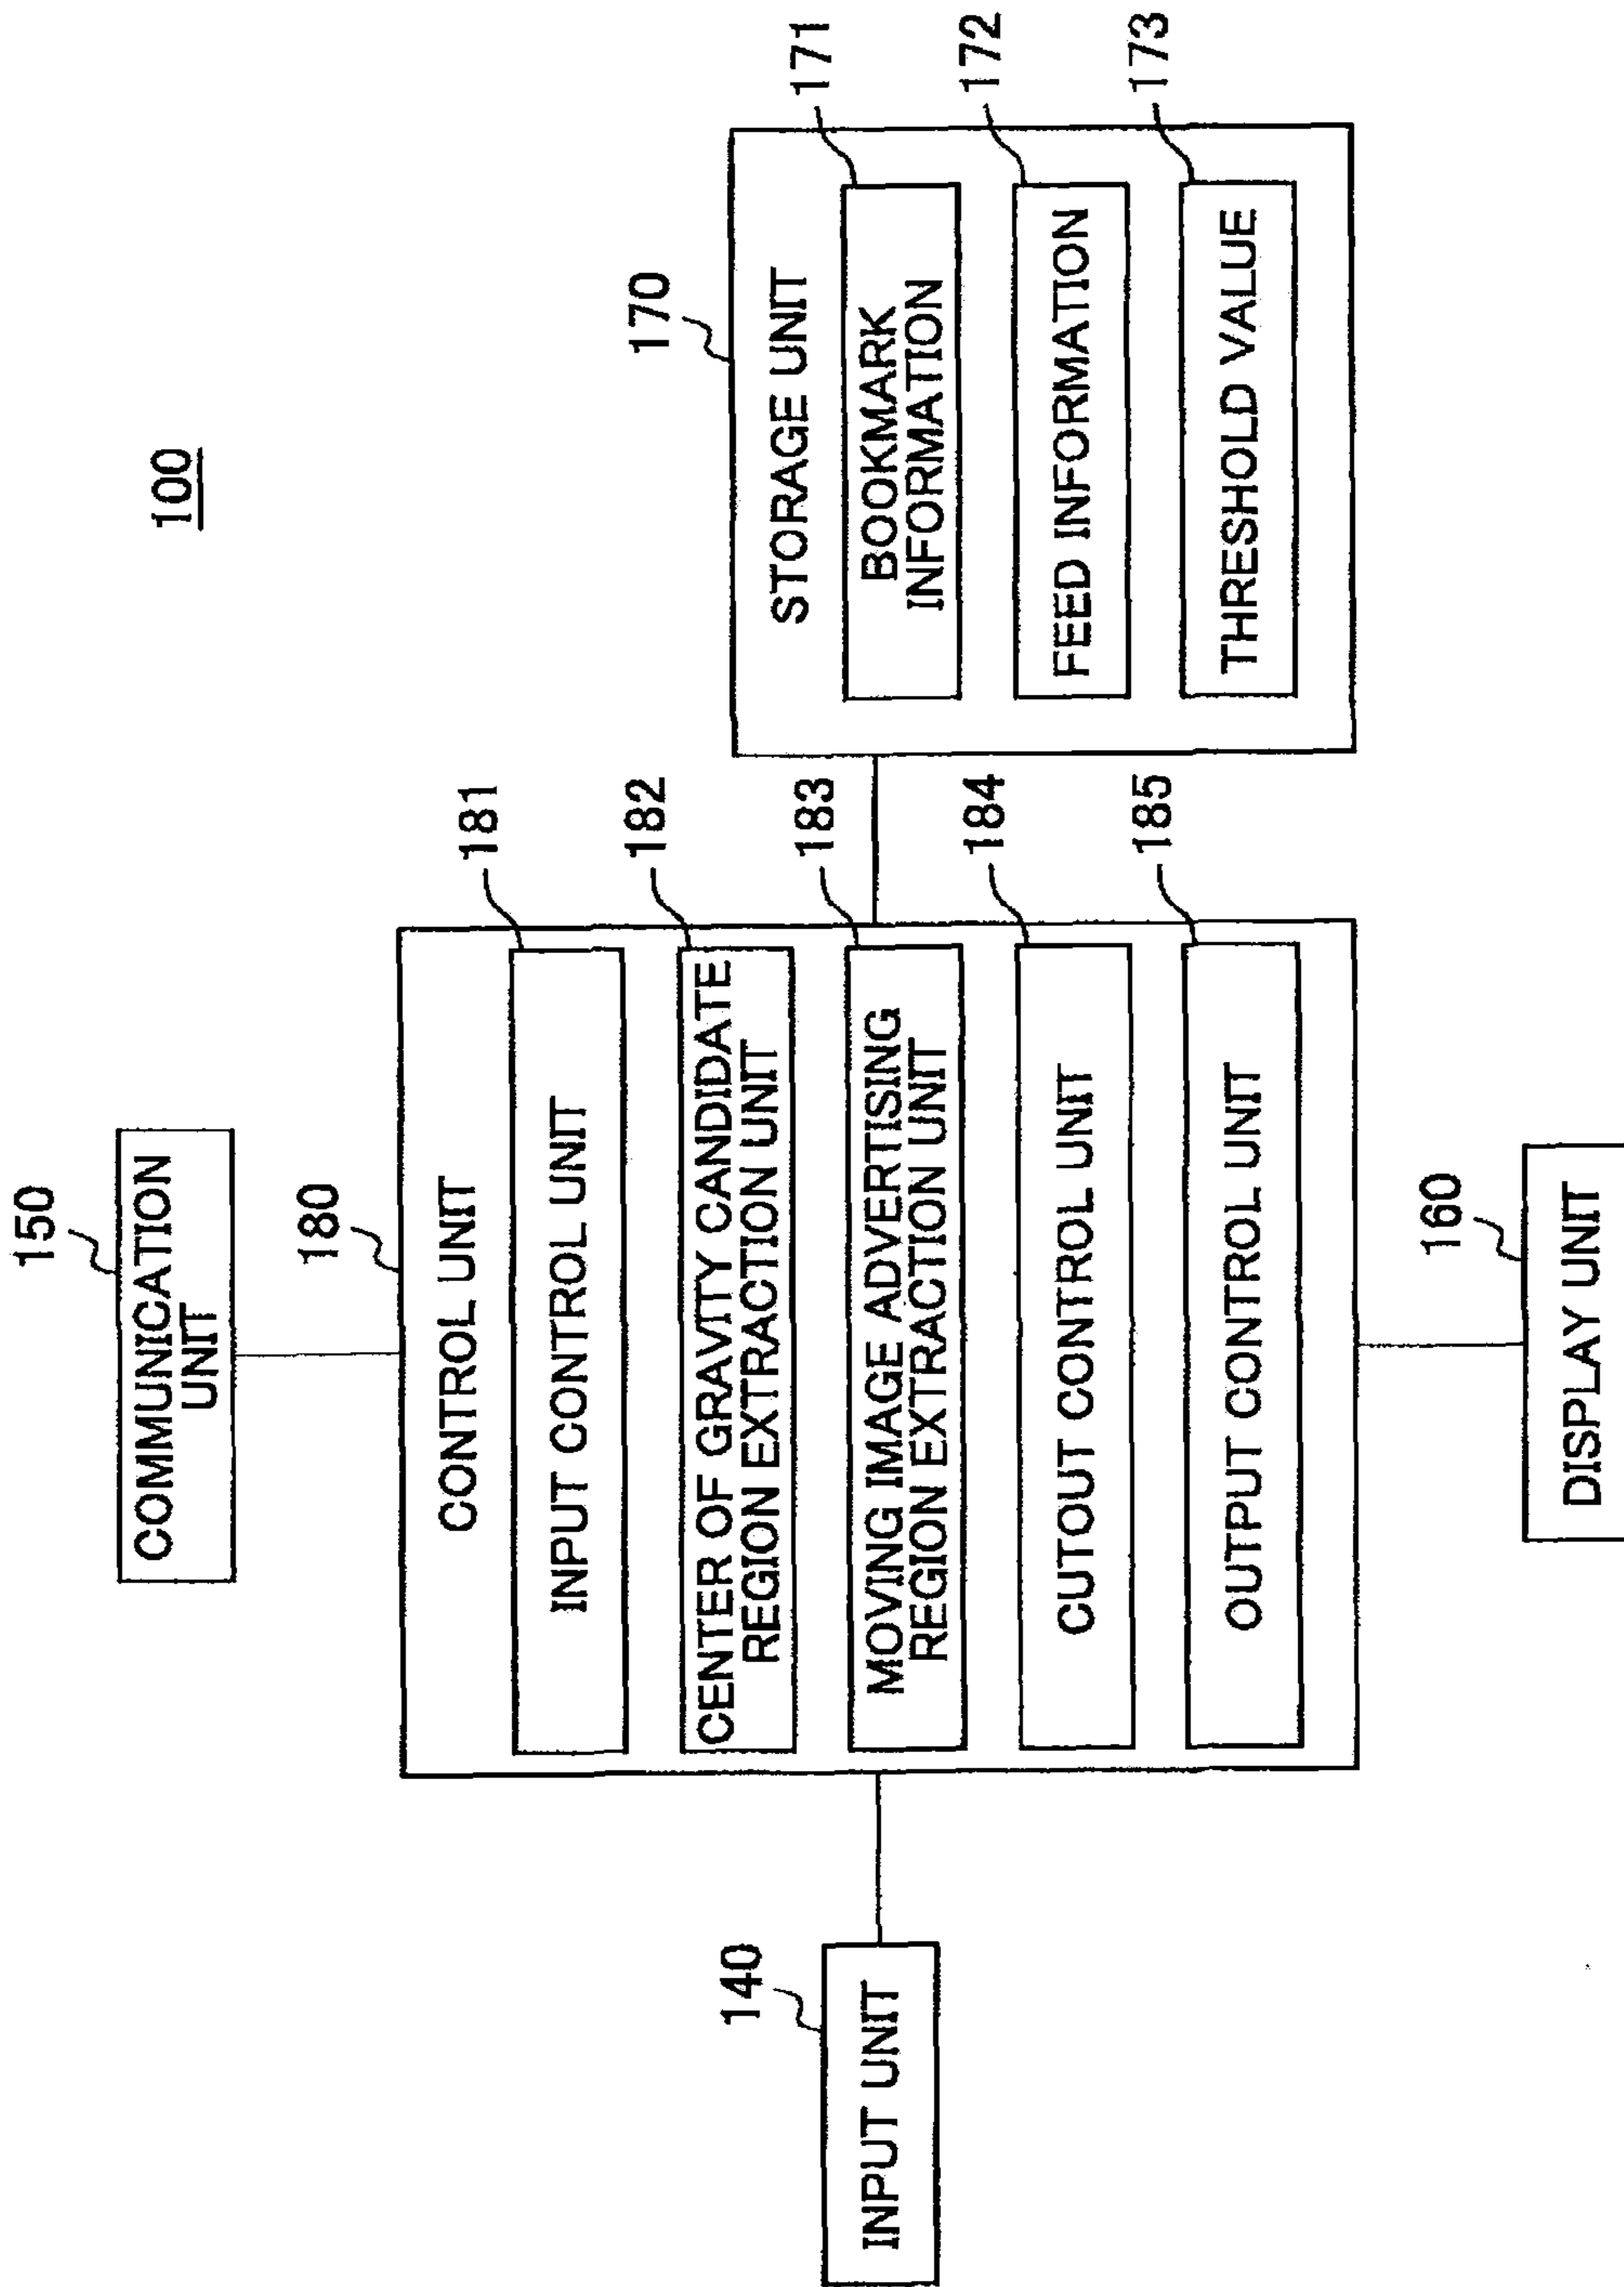 100
150
COMMUNICATION
UNIT
180
CONTROL UNIT
181
INPUT CONTROL UNIT
182
CENTER OF GRAVITY CANDIDATE
REGION EXTRACTION UNIT
183
MOVING IMAGE ADVERTISING
REGION EXTRACTION UNIT
184
CUTOUT CONTROL UNIT
185
OUTPUT CONTROL UNIT
140
INPUT UNIT
170
STORAGE UNIT
171
BOOKMARK
INFORMATION
172
FEED INFORMATION
173
THRESHOLD VALUE
160
DISPLAY UNIT